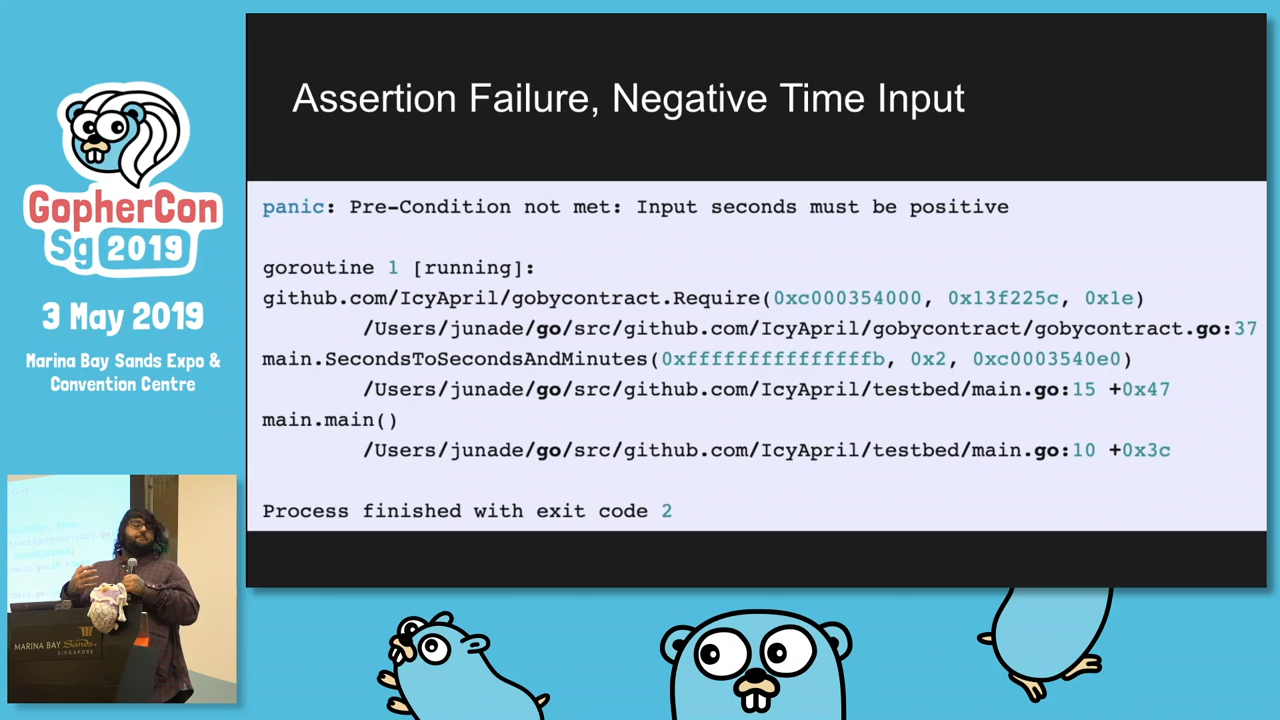 GopherCon
Sg 2019
3 May 2019
Marina Bay Sands Expo &
Convention Centre
Assertion Failure, Negative Time Input
panic: Pre-Condition not met: Input seconds must be positive
goroutine 1 [running]:
github.com/IcyApril/gobycontract.Require(0xc000354000, 0x13f225c, 0x1e)
/Users/junade/go/src/github.com/IcyApril/gobycontract/gobycontract.go:37
main.SecondsToSecondsAndMinutes(0xfffffffffffffffb, 0x2, 0xc0003540e0)
/Users/junade/go/src/github.com/IcyApril/testbed/main.go:15 +0x47
main.main()
/Users/junade/go/src/github.com/IcyApril/testbed/main.go:10 +0x3c
Process finished with exit code 2
MARINA BAY Sands
SINGAPORE